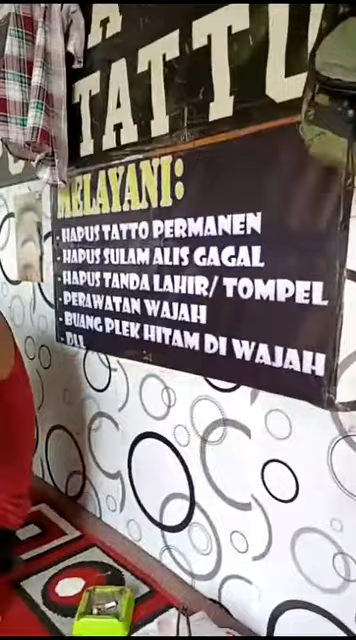 TATTO
MELAYANI:
- HAPUS TATTO PERMANEN
- HAPUS SULAM ALIS GAGAL
- HAPUS TANDA LAHIR/ TOMPEL
- PERAWATAN WAJAH
- BUANG PLEK HITAM DI WAJAH
- DLL